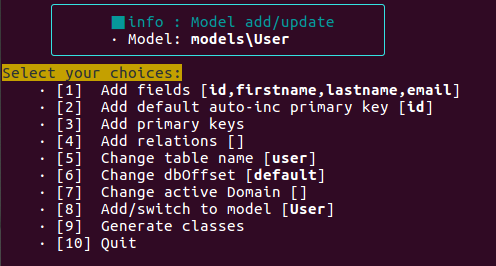 info : Model add/update
· Model: models\User
Select your choices:
· [1] Add fields [id,firstname,lastname,email]
· [2] Add default auto-inc primary key [id]
· [3] Add primary keys
· [4] Add relations []
· [5] Change table name [user]
· [6] Change dbOffset [default]
· [7] Change active Domain []
· [8] Add/switch to model [User]
· [9] Generate classes
· [10] Quit